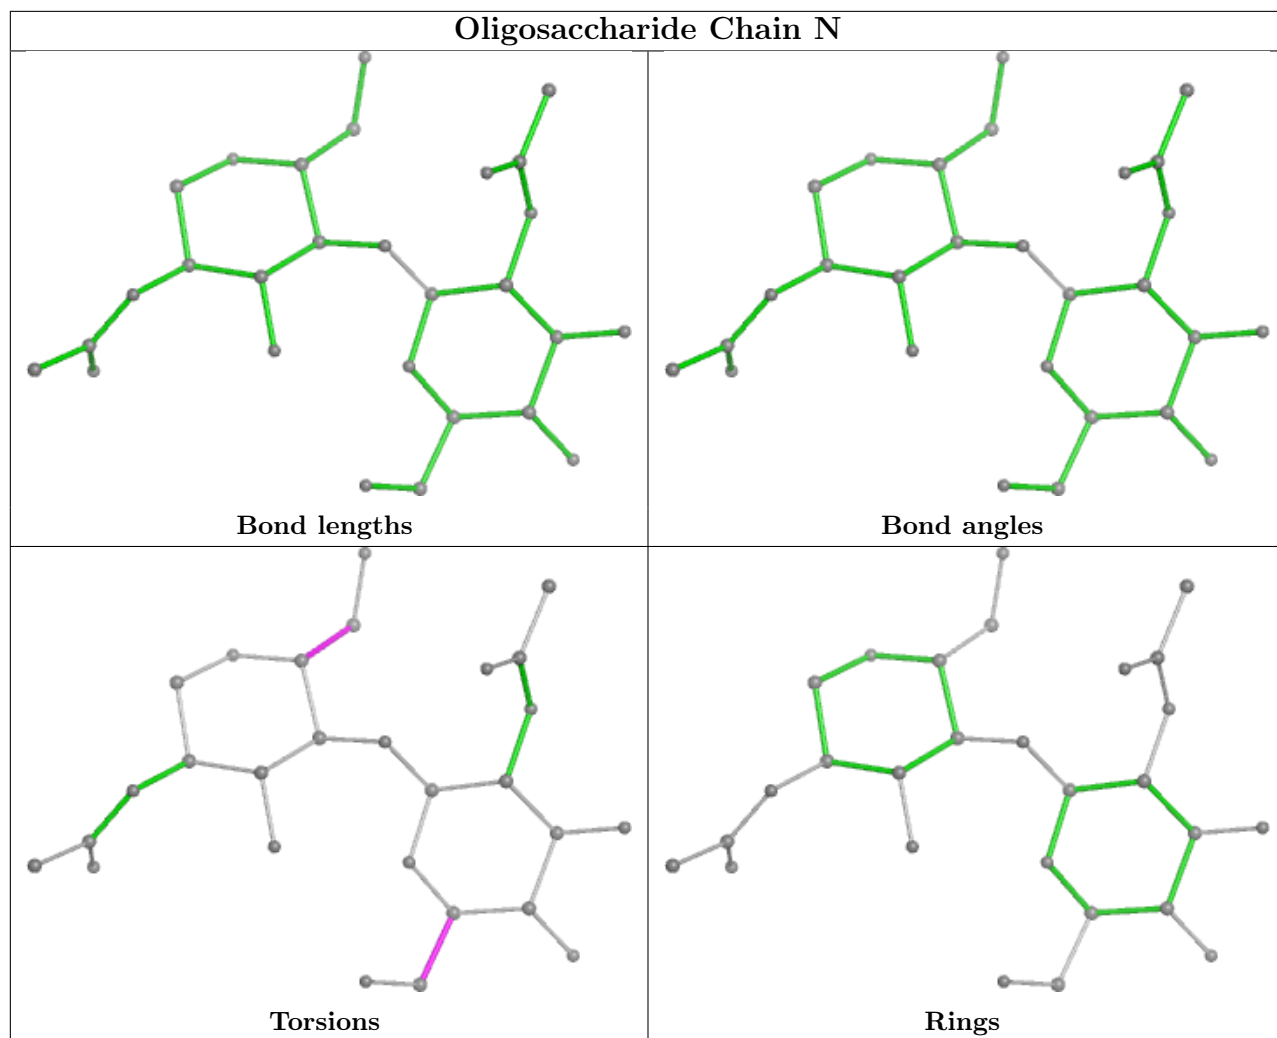 Oligosaccharide Chain N
Bond lengths
Bond angles
Torsions
Rings